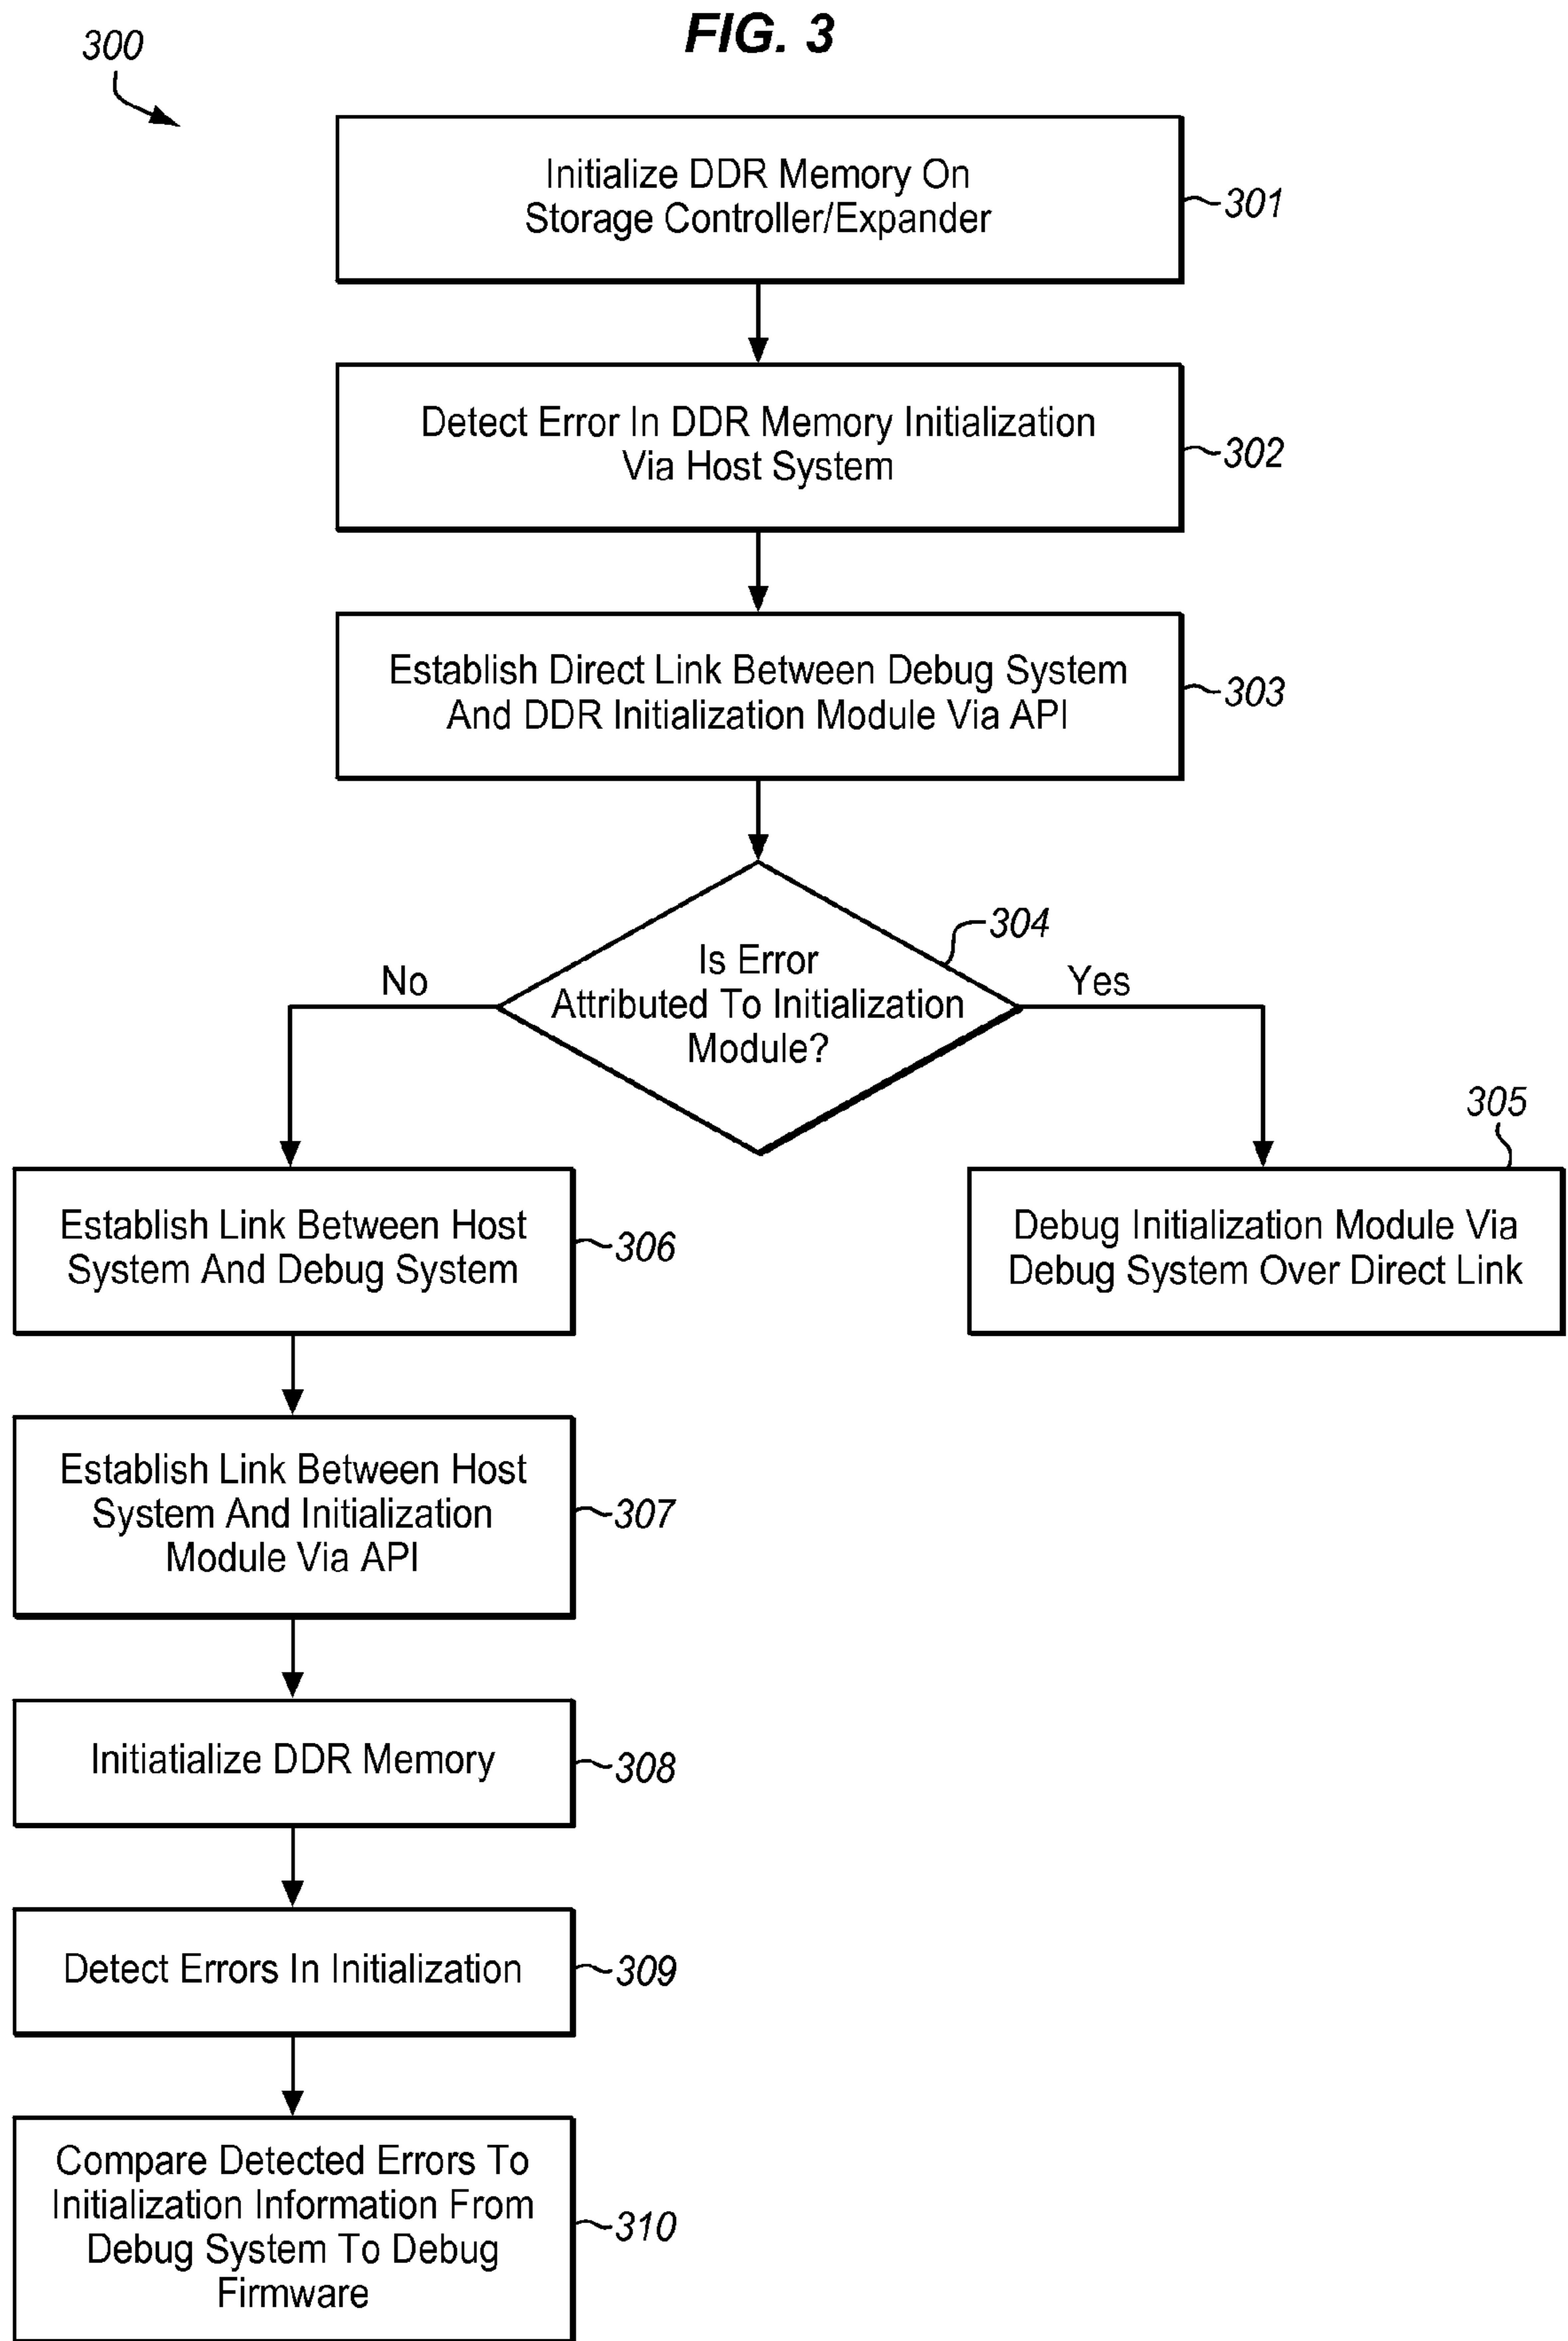 FIG. 3
300
Initialize DDR Memory On
Storage Controller/Expander
301
Detect Error In DDR Memory Initialization
Via Host System
302
Establish Direct Link Between Debug System
And DDR Initialization Module Via API
303
304
Is Error
Attributed To Initialization
Module?
No
Yes
305
Debug Initialization Module Via
Debug System Over Direct Link
Establish Link Between Host
System And Debug System
306
Establish Link Between Host
System And Initialization
Module Via API
307
Initiatialize DDR Memory
308
Detect Errors In Initialization
309
Compare Detected Errors To
Initialization Information From
Debug System To Debug
Firmware
310